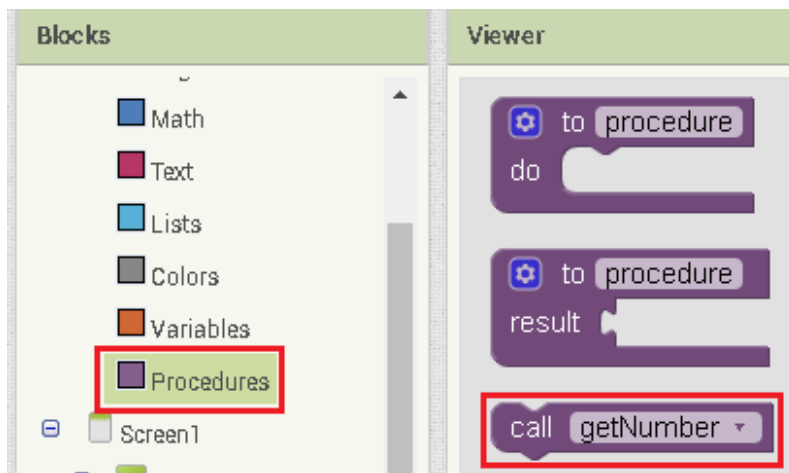 Blocks
Math
Text
Lists
Colors
Variables
Procedures
Screen1
Viewer
to procedure
do
to procedure
result
call getNumber